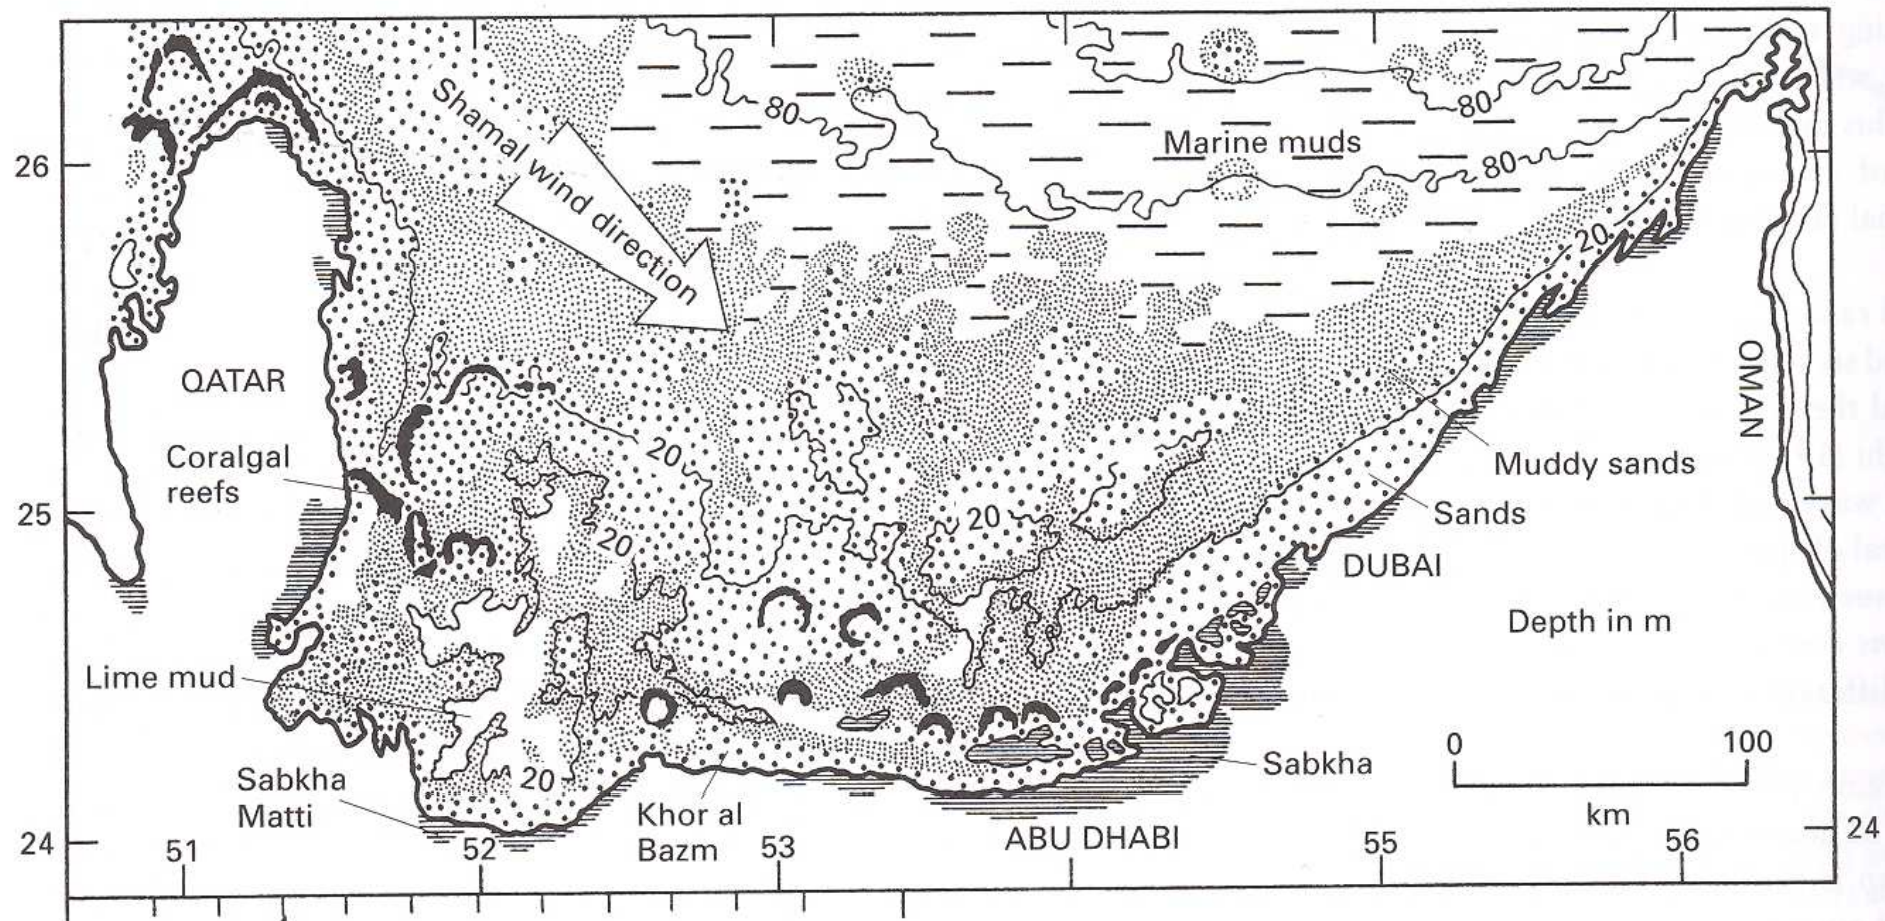 Shamal wind direction
80
80
Marine muds
80
26
20
QATAR
OMAN
Coralgal
reefs
20
Muddy sands
25
20
20
Sands
DUBAI
Depth in m
Lime mud
0 100
km
Sabkha
Matti
20
Khor al
Bazm
Sabkha
ABU DHABI
24
24
51
52
53
55
56